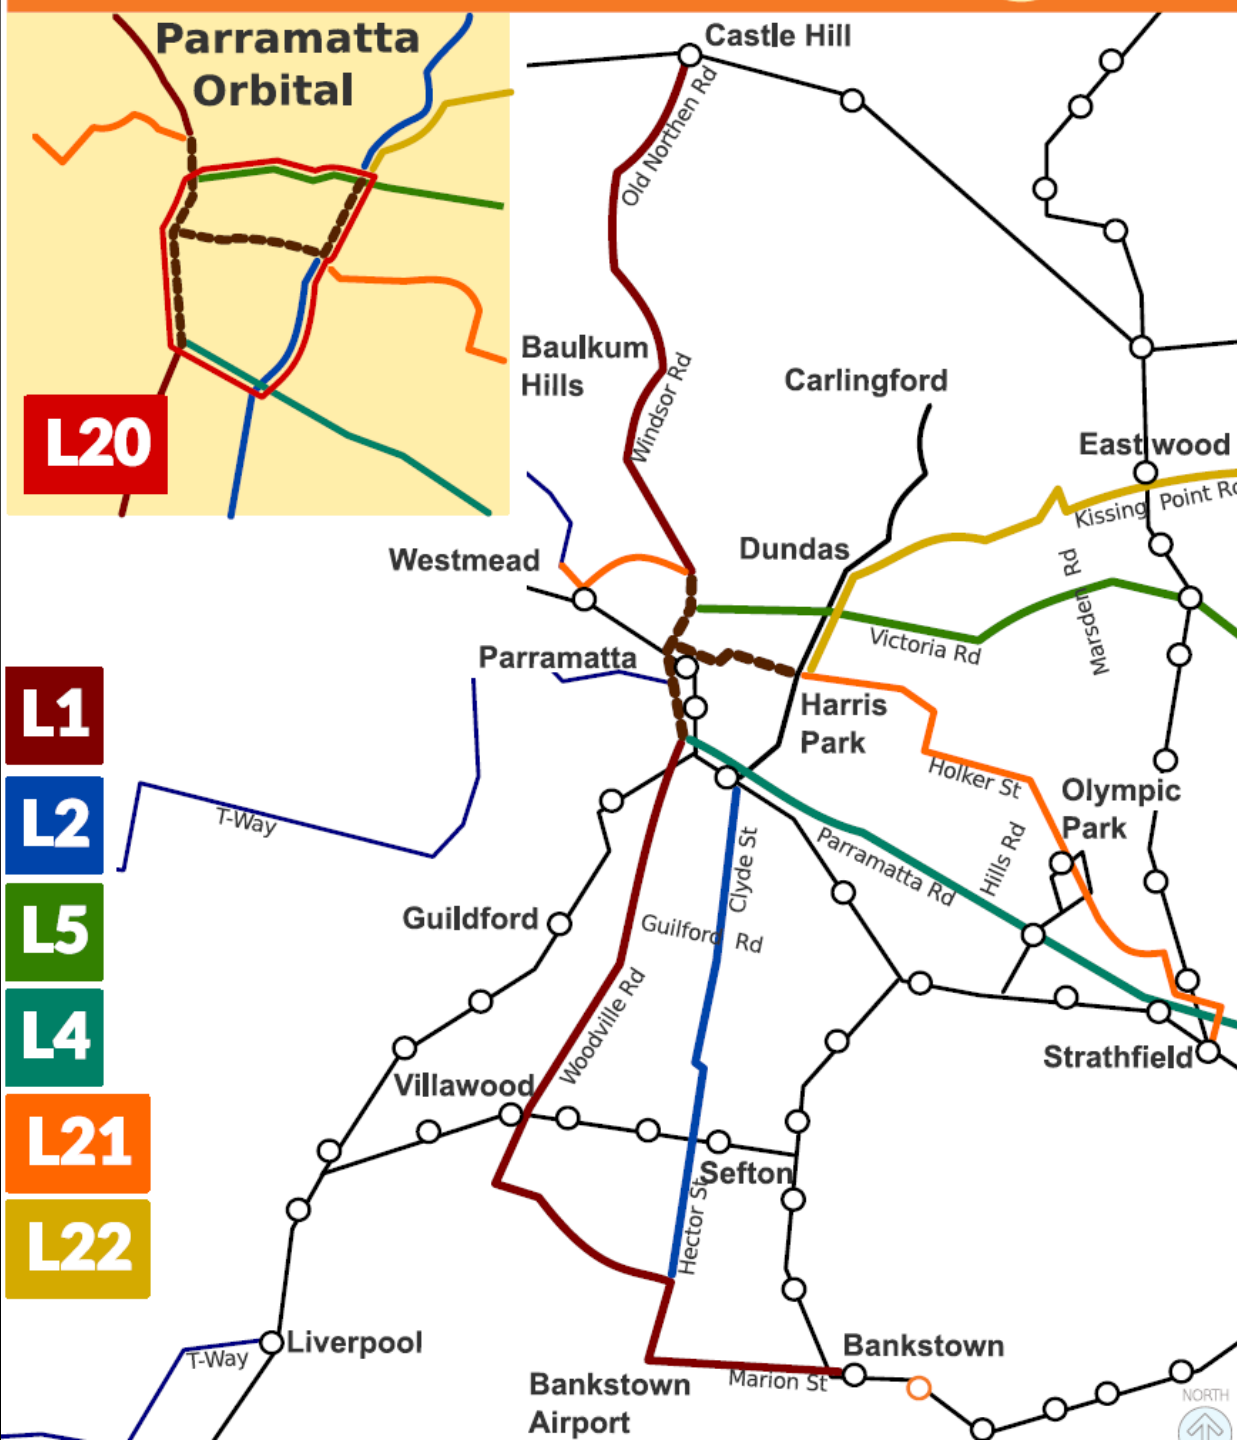 Parramatta
Orbital
L20
Castle Hill
Old Northen Rd
Baulkum
Hills
Windsor Rd
Carlingford
Eastwood
Kissing Point Rd
Westmead
Dundas
Marsden Rd
Victoria Rd
Parramatta
Harris
Park
Holker St
Olympic
Park
Hills Rd
L1
L2
L5
L4
L21
L22
T-Way
Parramatta Rd
Clyde St
Guildford
Guilford Rd
Woodville Rd
Strathfield
Villawood
Sefton
Hector St
Liverpool
T-Way
Bankstown
Marion St
Bankstown
Airport
NORTH